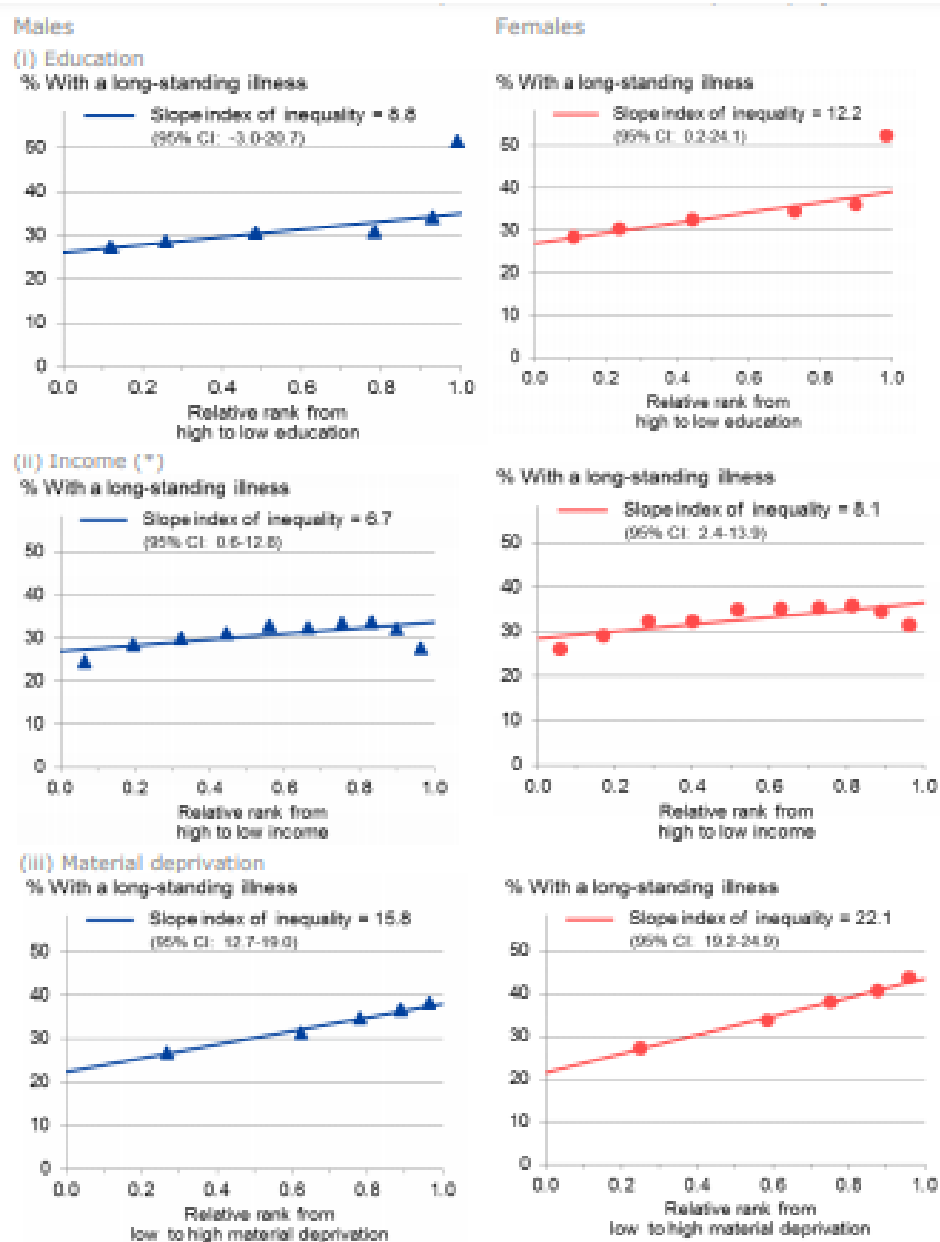 Males
Females
(i) Education
% With a long-standing illness
% With a long-standing illness
Slope index of inequality = 8.8
(95% CI: -3.0-20.7)
Slope index of inequality = 12.2
(95% CI: 0.2-24.1)
50
40
30
20
10
0
0.0 0.2 0.4 0.6 0.8 1.0
Relative rank from
high to low education
50
40
30
20
10
0
0.0 0.2 0.4 0.6 0.8 1.0
Relative rank from
high to low education
(ii) Income (*)
% With a long-standing illness
% With a long-standing illness
Slope index of inequality = 6.7
(95% CI: 0.6-12.8)
Slope index of inequality = 8.1
(95% CI: 2.4-13.9)
50
40
30
20
10
0
0.0 0.2 0.4 0.6 0.8 1.0
Relative rank from
high to low income
50
40
30
20
10
0
0.0 0.2 0.4 0.6 0.8 1.0
Relative rank from
high to low income
(iii) Material deprivation
% With a long-standing illness
% With a long-standing illness
Slope index of inequality = 15.8
(95% CI: 12.7-19.0)
Slope index of inequality = 22.1
(95% CI: 19.2-24.9)
50
40
30
20
10
0
0.0 0.2 0.4 0.6 0.8 1.0
Relative rank from
low to high material deprivation
50
40
30
20
10
0
0.0 0.2 0.4 0.6 0.8 1.0
Relative rank from
low to high material deprivation